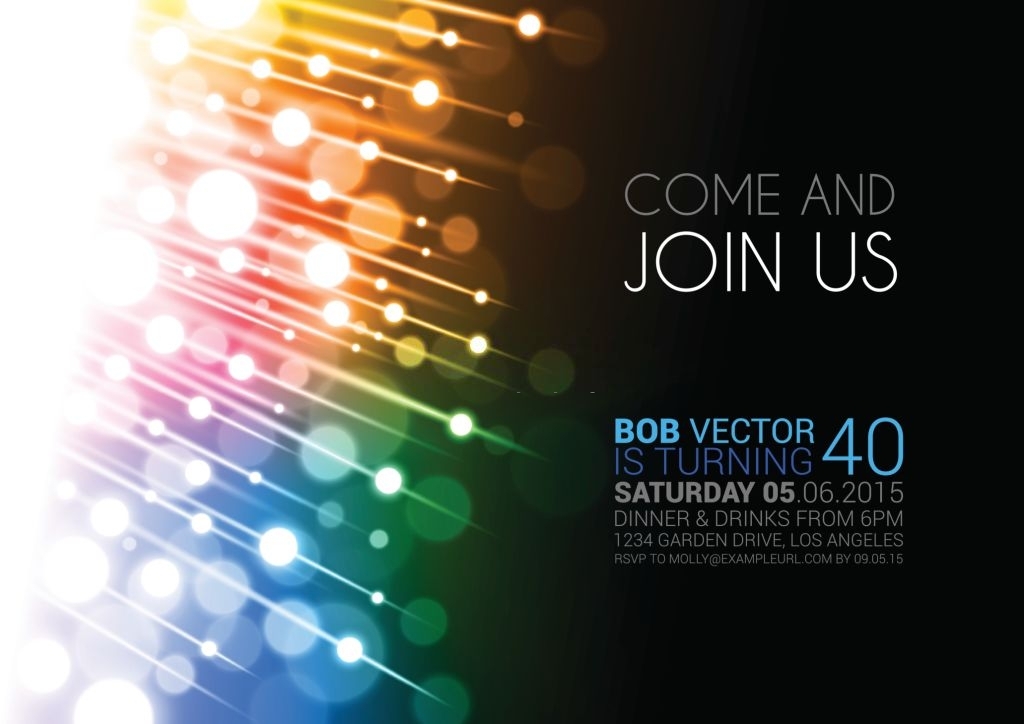 COME AND
JOIN US
BOB VECTOR 40
IS TURNING
SATURDAY 05.06.2015
DINNER & DRINKS FROM 6PM
1234 GARDEN DRIVE, LOS ANGELES
RSVP TO MOLLY@EXAMPLEURL.COM BY 09.05.15